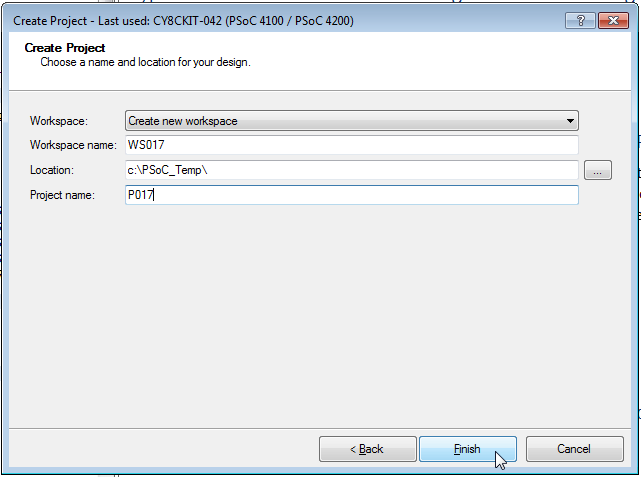 Create Project - Last used: CY8CKIT-042 (PSoC 4100 / PSoC 4200)
?
Create Project
Choose a name and location for your design.
Workspace: Create new workspace
Workspace name: WS017
Location: c:\PSoC_Temp\ ...
Project name: P017
< Back Finish Cancel